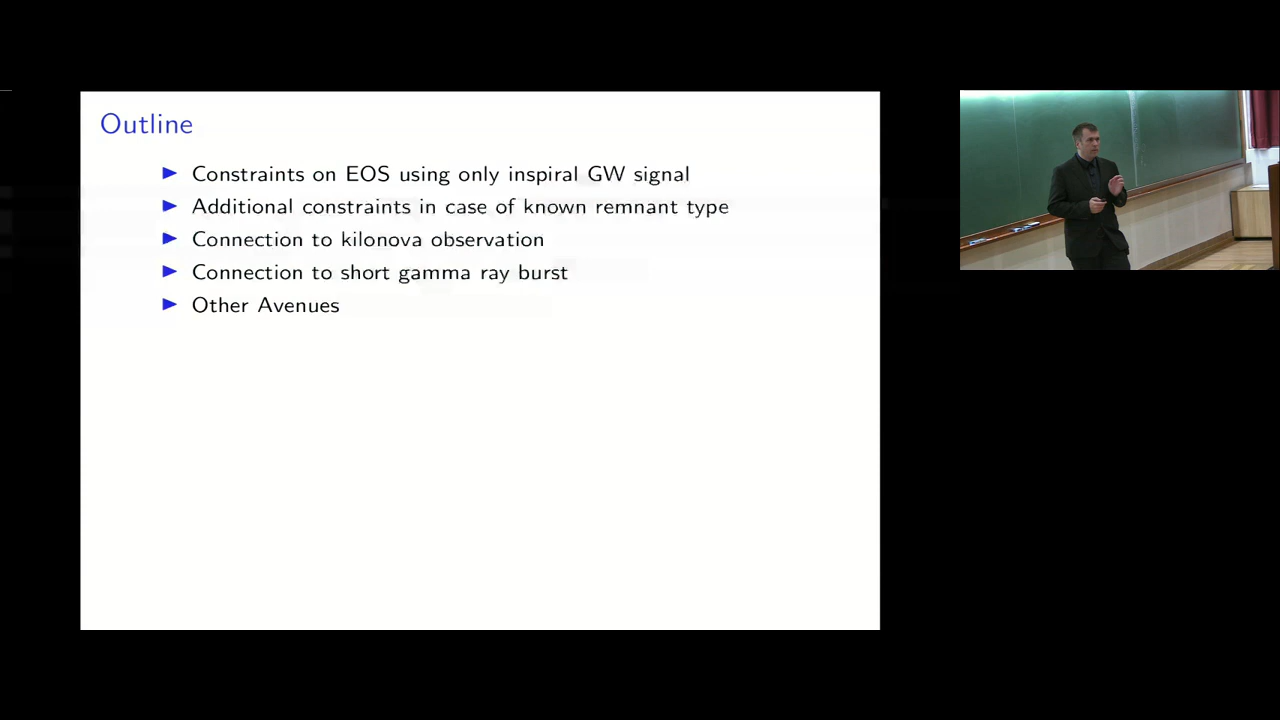 Outline
Constraints on EOS using only inspiral GW signal
Additional constraints in case of known remnant type
Connection to kilonova observation
Connection to short gamma ray burst
Other Avenues